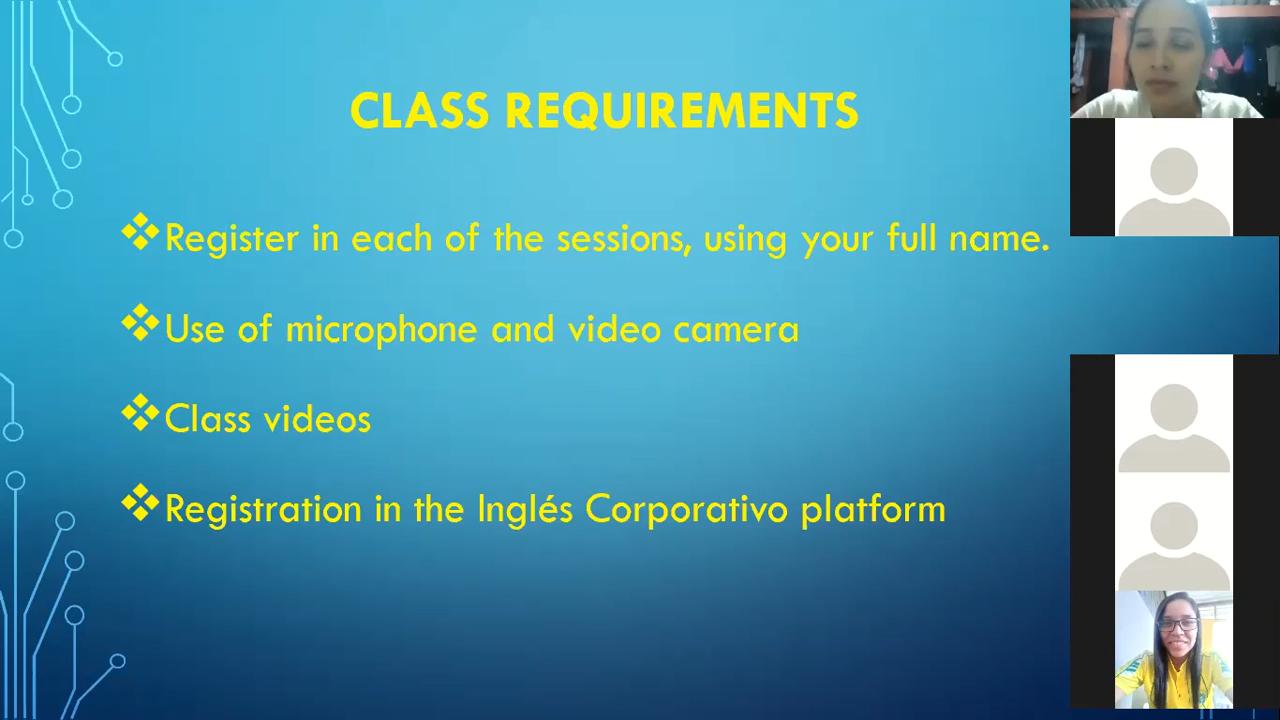 CLASS REQUIREMENTS
Register in each of the sessions, using your full name.
Use of microphone and video camera
Class videos
Registration in the Inglés Corporativo platform